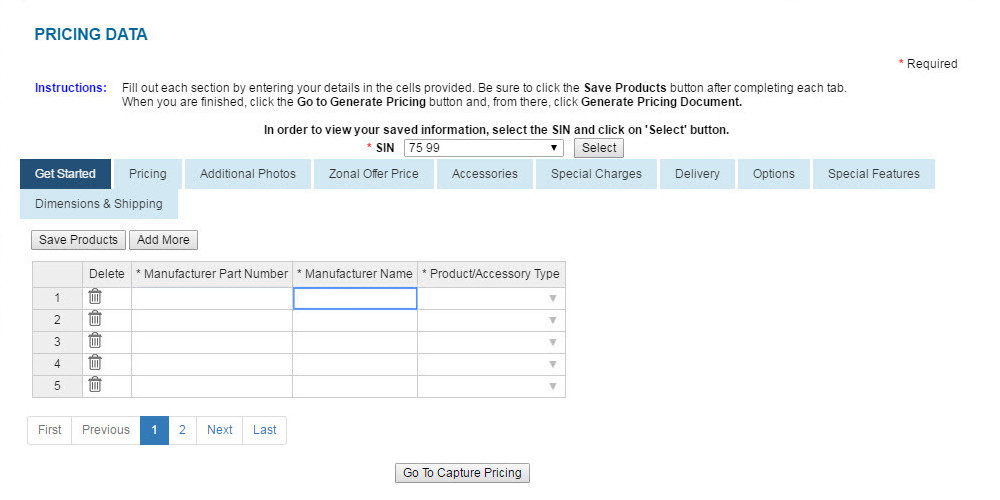 PRICING DATA
* Required
Instructions: Fill out each section by entering your details in the cells provided. Be sure to click the Save Products button after completing each tab.
When you are finished, click the Go to Generate Pricing button and, from there, click Generate Pricing Document.
In order to view your saved information, select the SIN and click on 'Select' button.
* SIN 75 99 Select
Get Started Pricing Additional Photos Zonal Offer Price Accessories Special Charges Delivery Options Special Features
Dimensions & Shipping
Save Products Add More
Delete * Manufacturer Part Number * Manufacturer Name * Product/Accessory Type
1
2
3
4
5
First Previous 1 2 Next Last
Go To Capture Pricing